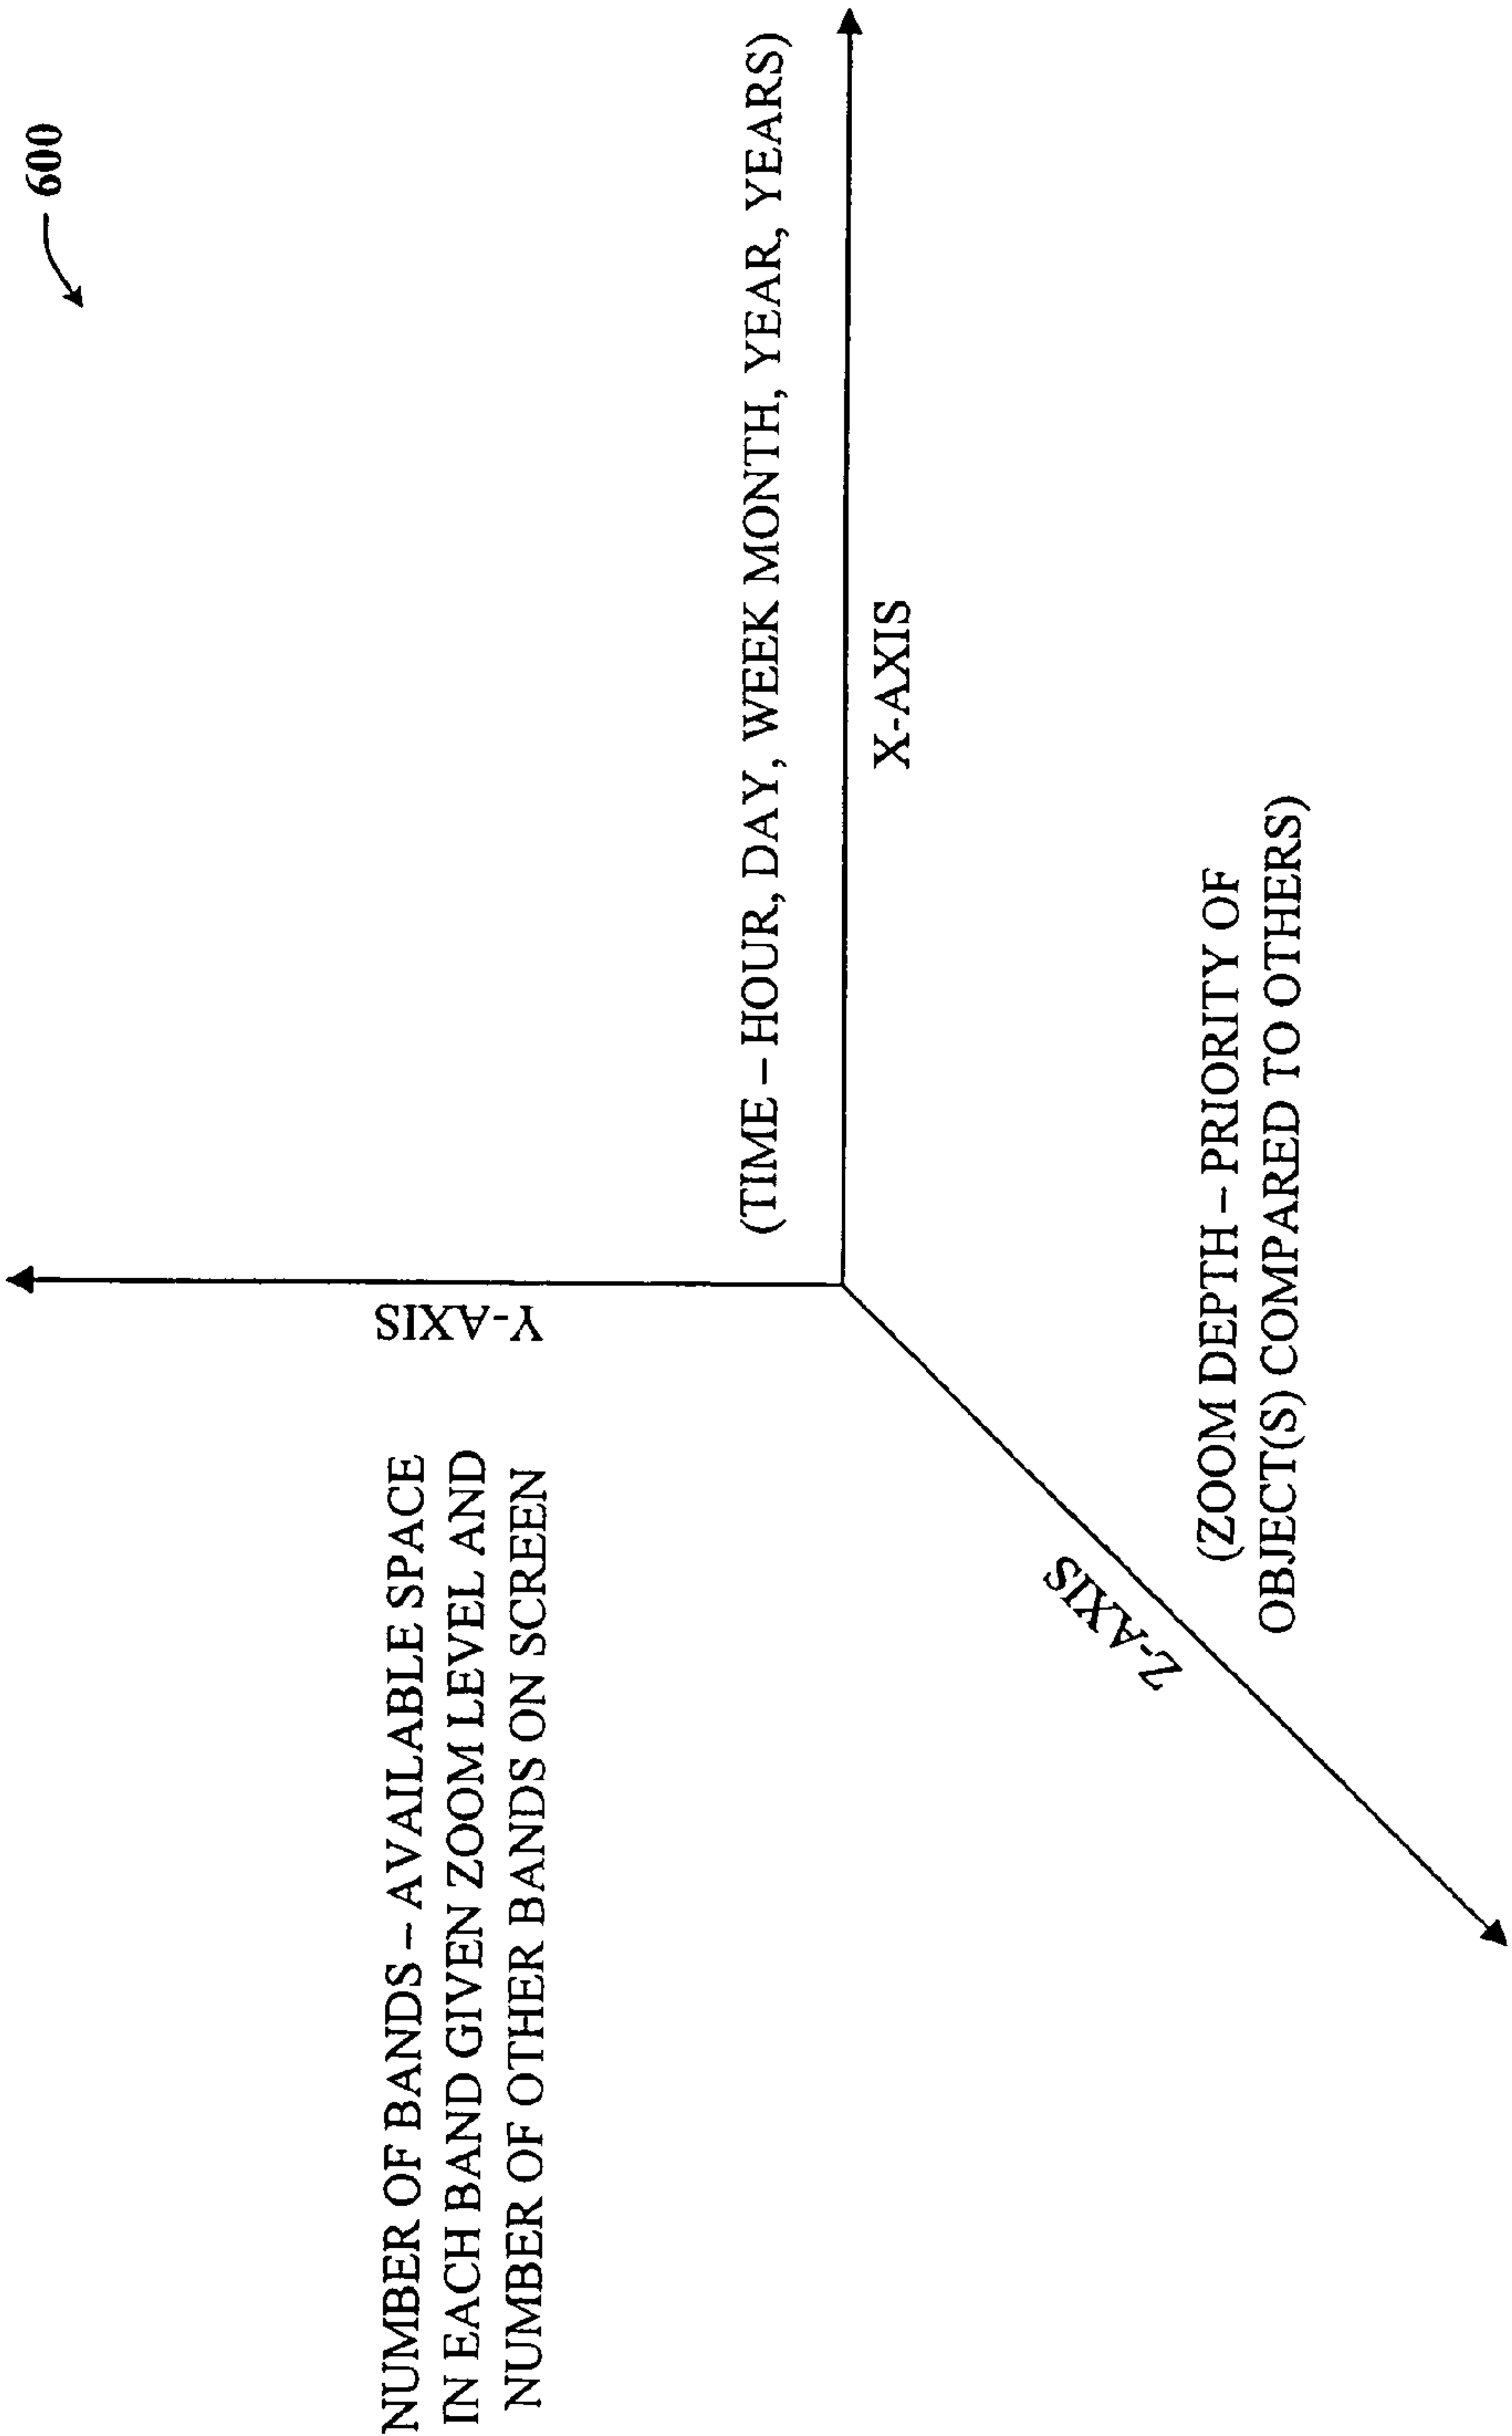 600
Y-AXIS
NUMBER OF BANDS – AVAILABLE SPACE
IN EACH BAND GIVEN ZOOM LEVEL AND
NUMBER OF OTHER BANDS ON SCREEN
(TIME – HOUR, DAY, WEEK MONTH, YEAR, YEARS)
X-AXIS
Z-AXIS
(ZOOM DEPTH – PRIORITY OF
OBJECT(S) COMPARED TO OTHERS)